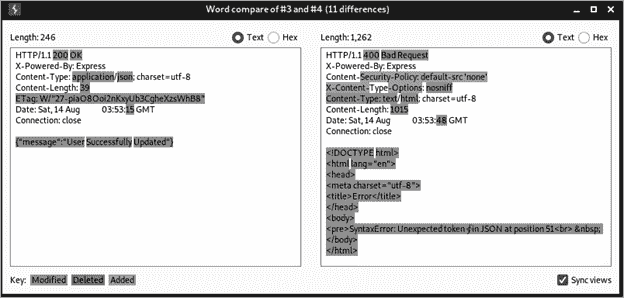 Word compare of #3 and #4 (11 differences)
Length: 246
Text
Hex
HTTP/1.1 200 OK
X-Powered-By: Express
Content-Type: application/json; charset=utf-8
Content-Length: 39
ETag: W/"27-piaO8Ooi2nKxyUb3CgheXzsWhB8"
Date: Sat, 14 Aug 03:53:15 GMT
Connection: close
{"message":"User Successfully Updated"}
Length: 1,262
Text
Hex
HTTP/1.1 400 Bad Request
X-Powered-By: Express
Content-Security-Policy: default-src 'none'
X-Content-Type-Options: nosniff
Content-Type: text/html; charset=utf-8
Content-Length: 1015
Date: Sat, 14 Aug 03:53:48 GMT
Connection: close
<!DOCTYPE html>
<html lang="en">
<head>
<meta charset="utf-8">
<title>Error</title>
</head>
<body>
<pre>SyntaxError: Unexpected token in JSON at position 51<br> &nbsp;
</body>
</html>
Key: Modified Deleted Added
Sync views